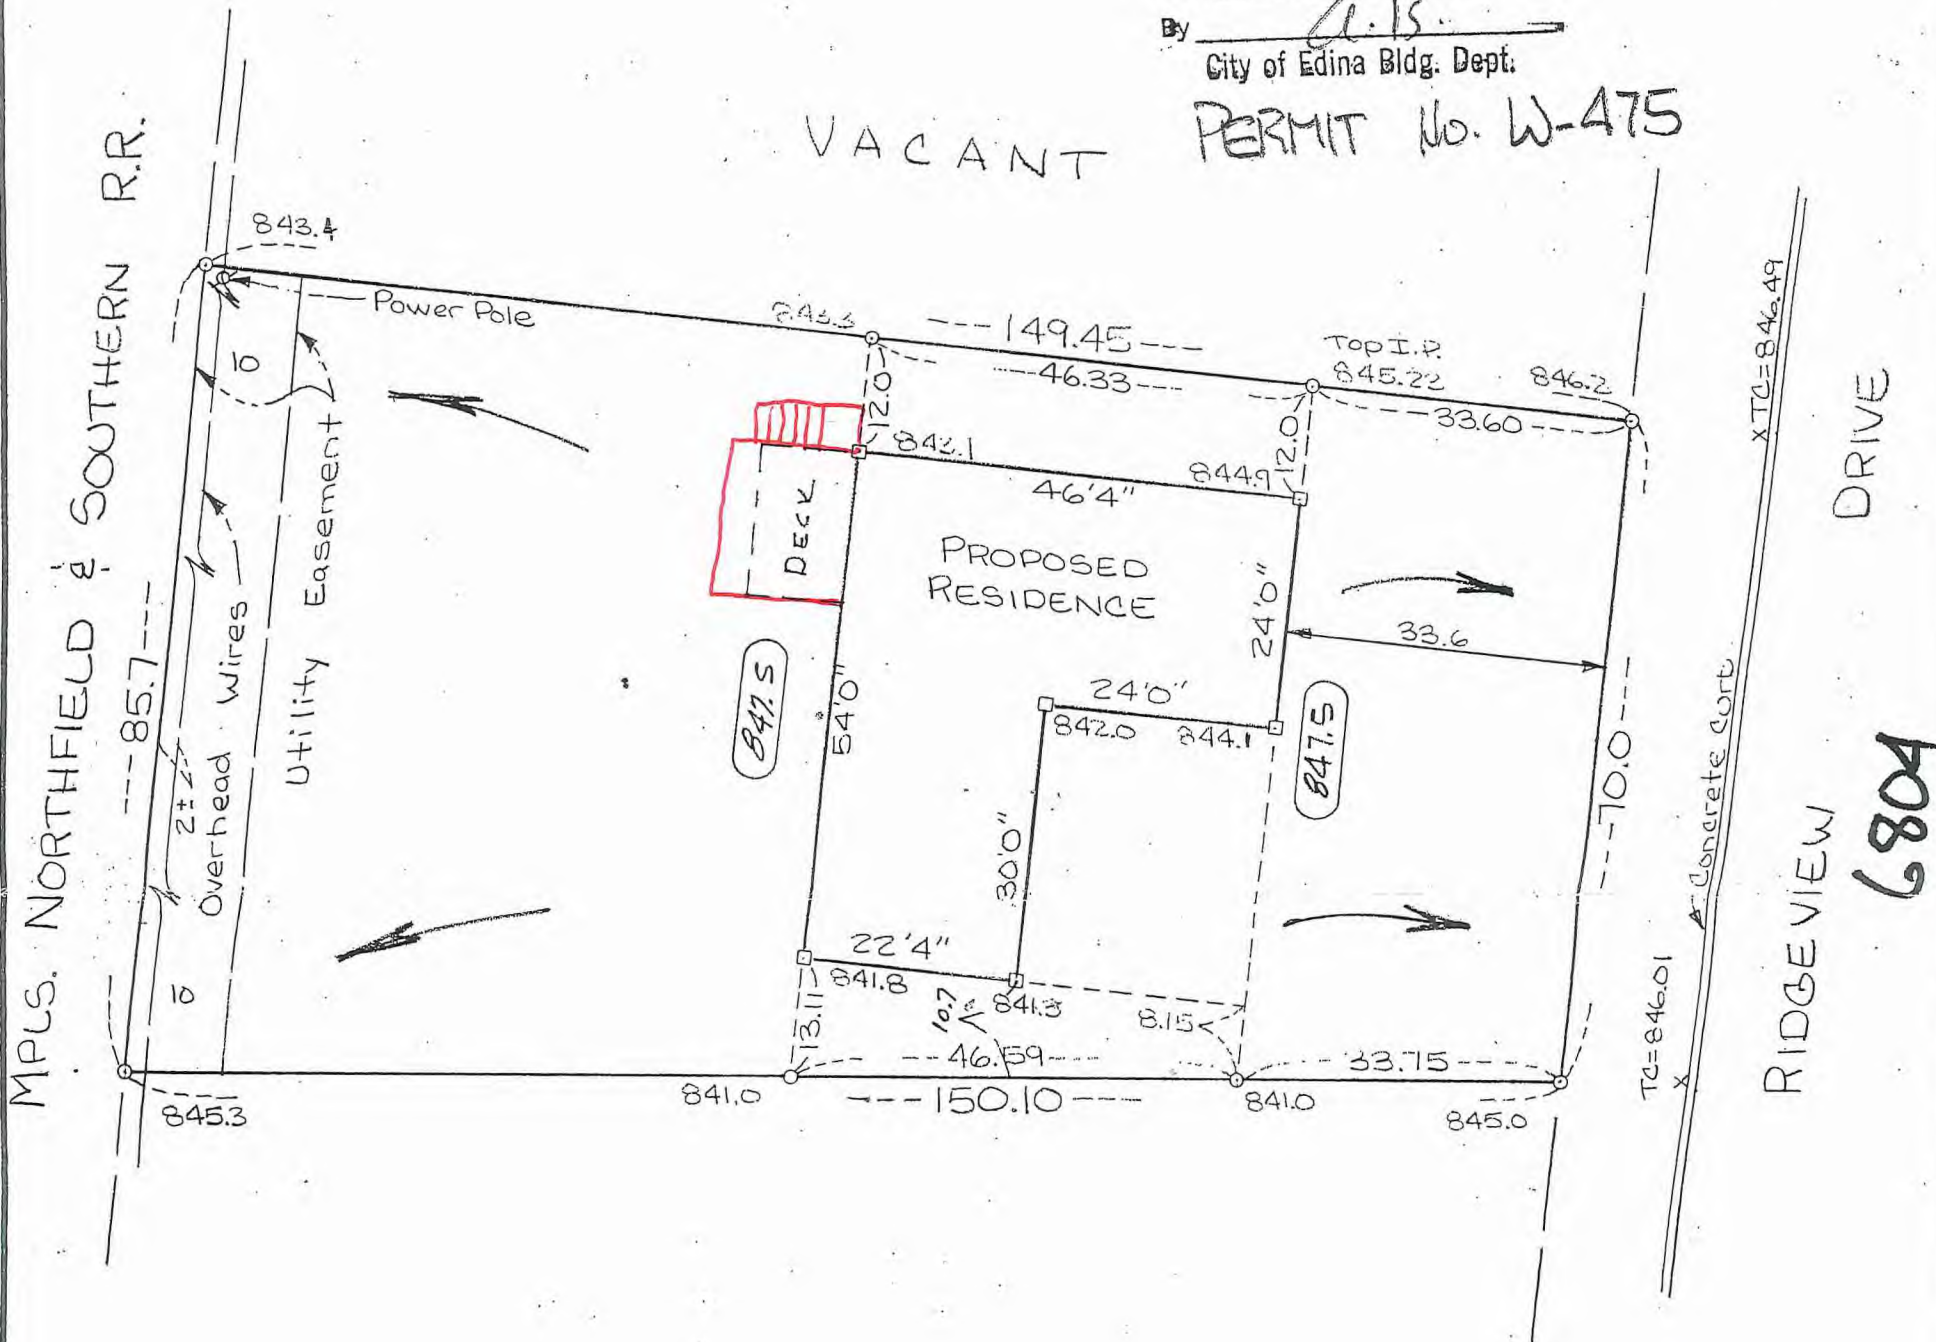 By a.B.
City of Edina Bldg. Dept.
PERMIT No. W-475
VACANT
MPLS. NORTHFIELD & SOUTHERN R.R.
843.4
Power Pole
10
843.3
---149.45---
---46.33---
Top I.P.
845.22
846.2
33.60
X TC=846.49
12.0
12.0
844.9
46'4"
DECK
PROPOSED
RESIDENCE
24'0"
33.6
DRIVE
Utility Easement
Overhead Wires
---85.7---
2±
847.5
54'0"
24'0"
842.0
844.1
847.5
---70.0---
Concrete
6804
30'0"
22'4"
841.8
841.3
10.7
8.15
13.11
10
---46.59---
33.75
TC=846.01 X
RIDGEVIEW
845.3
841.0
---150.10---
841.0
845.0